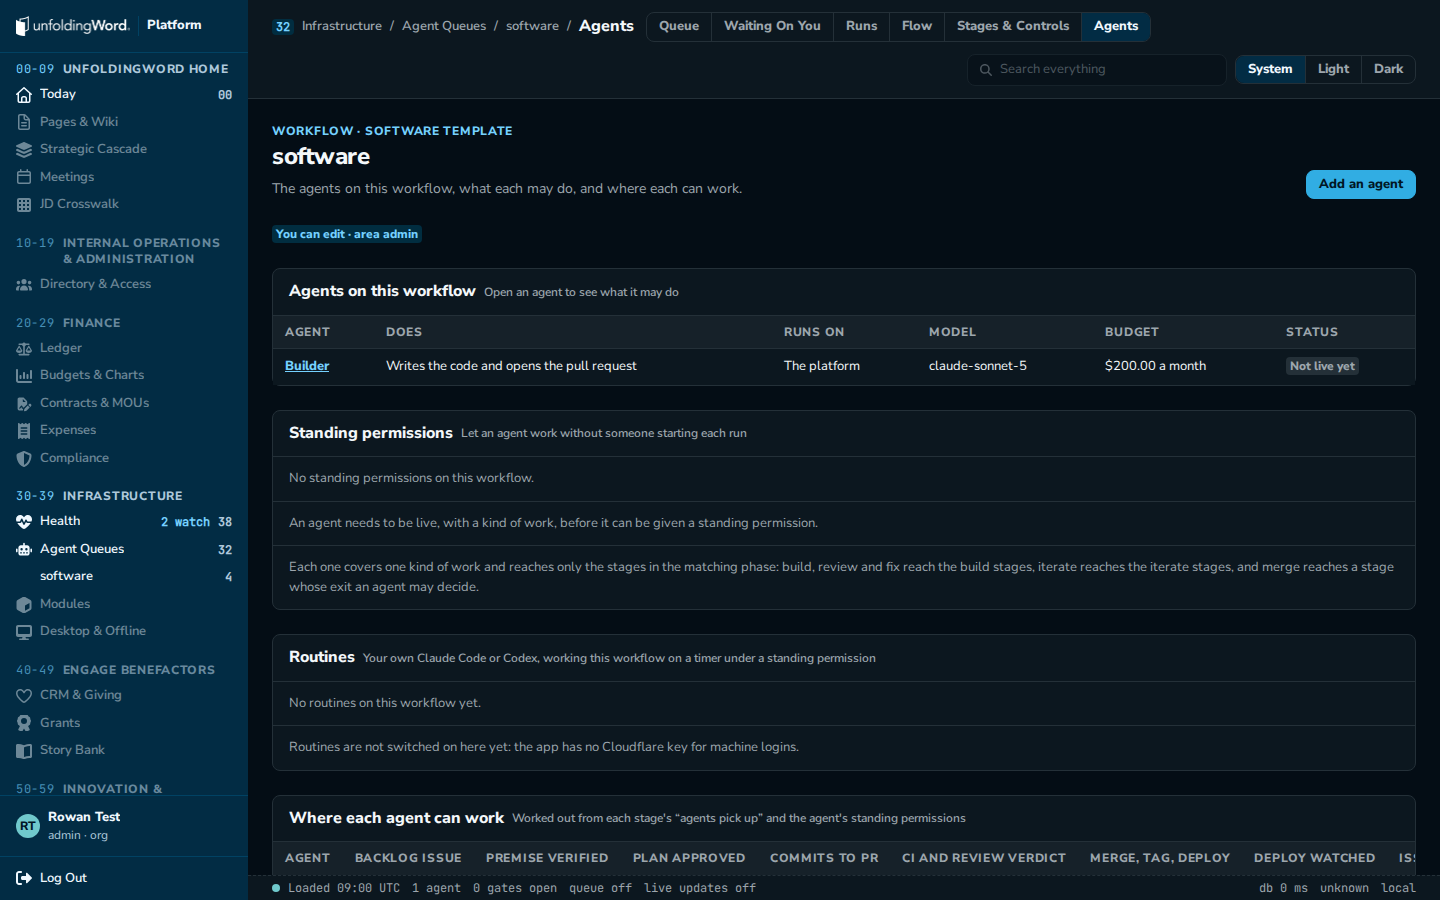 unfoldingWord Platform
00-09 UNFOLDINGWORD HOME
Today 00
Pages & Wiki
Strategic Cascade
Meetings
JD Crosswalk
10-19 INTERNAL OPERATIONS
& ADMINISTRATION
Directory & Access
20-29 FINANCE
Ledger
Budgets & Charts
Contracts & MOUs
Expenses
Compliance
30-39 INFRASTRUCTURE
Health 2 watch 38
Agent Queues 32
software 4
Modules
Desktop & Offline
40-49 ENGAGE BENEFACTORS
CRM & Giving
Grants
Story Bank
50-59 INNOVATION &
RT Rowan Test
admin · org
Log Out
32 Infrastructure / Agent Queues / software / Agents Queue Waiting On You Runs Flow Stages & Controls Agents
Search everything System Light Dark
WORKFLOW · SOFTWARE TEMPLATE
software
The agents on this workflow, what each may do, and where each can work.
Add an agent
You can edit · area admin
Agents on this workflow Open an agent to see what it may do
AGENT DOES RUNS ON MODEL BUDGET STATUS
Builder Writes the code and opens the pull request The platform claude-sonnet-5 $200.00 a month Not live yet
Standing permissions Let an agent work without someone starting each run
No standing permissions on this workflow.
An agent needs to be live, with a kind of work, before it can be given a standing permission.
Each one covers one kind of work and reaches only the stages in the matching phase: build, review and fix reach the build stages, iterate reaches the iterate stages, and merge reaches a stage
whose exit an agent may decide.
Routines Your own Claude Code or Codex, working this workflow on a timer under a standing permission
No routines on this workflow yet.
Routines are not switched on here yet: the app has no Cloudflare key for machine logins.
Where each agent can work Worked out from each stage's “agents pick up” and the agent's standing permissions
AGENT BACKLOG ISSUE PREMISE VERIFIED PLAN APPROVED COMMITS TO PR CI AND REVIEW VERDICT MERGE, TAG, DEPLOY DEPLOY WATCHED
Loaded 09:00 UTC 1 agent 0 gates open queue off live updates off db 0 ms unknown local